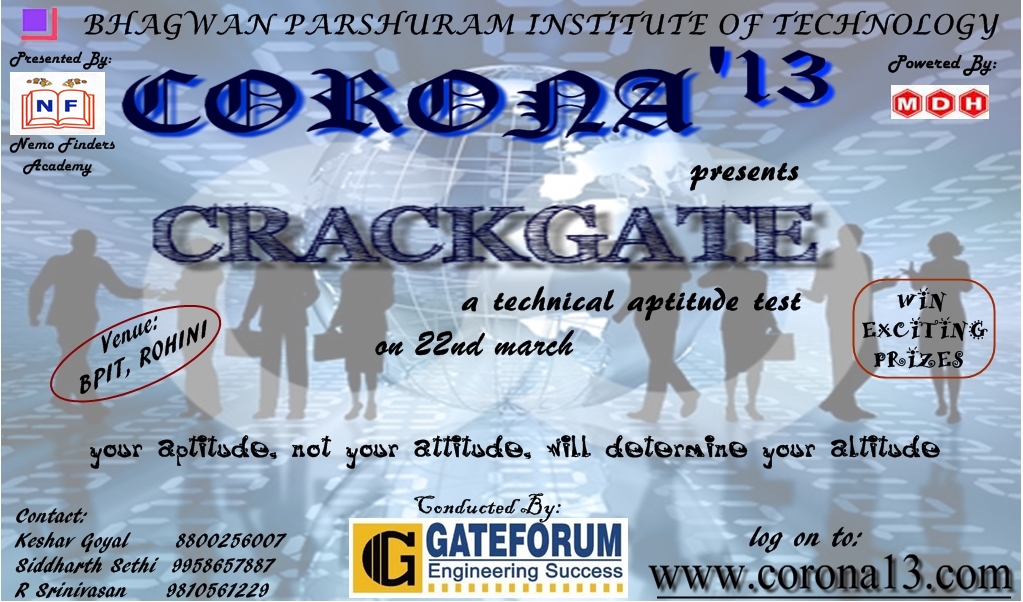 BHAGWAN PARSHURAM INSTITUTE OF TECHNOLOGY
Presented By:
NF
Nemo Finders
Academy
CORONA'13
Powered By:
MDH
presents
CRACKGATE
a technical aptitude test
on 22nd march
Venue:
BPIT, ROHINI
WIN
EXCITING
PRIZES
your aptitude, not your attitude, will determine your altitude
Contact:
Keshav Goyal 8800256007
Siddharth Sethi 9958657887
R Srinivasan 9810561229
Conducted By:
G GATEFORUM
Engineering Success
log on to:
www.corona13.com